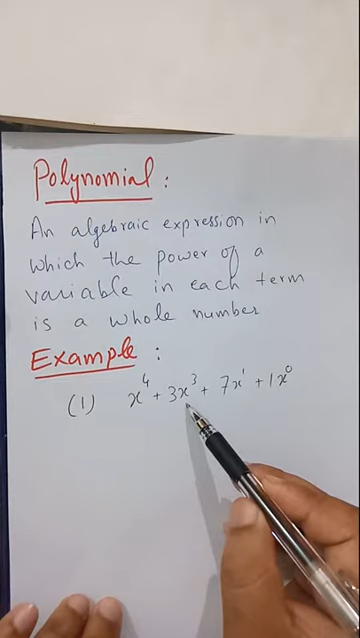 Polynomial :
An algebraic expression in
which the power of a
variable in each term
is a whole number
Example :
(1) x⁴ + 3x³ + 7x¹ + 1x⁰